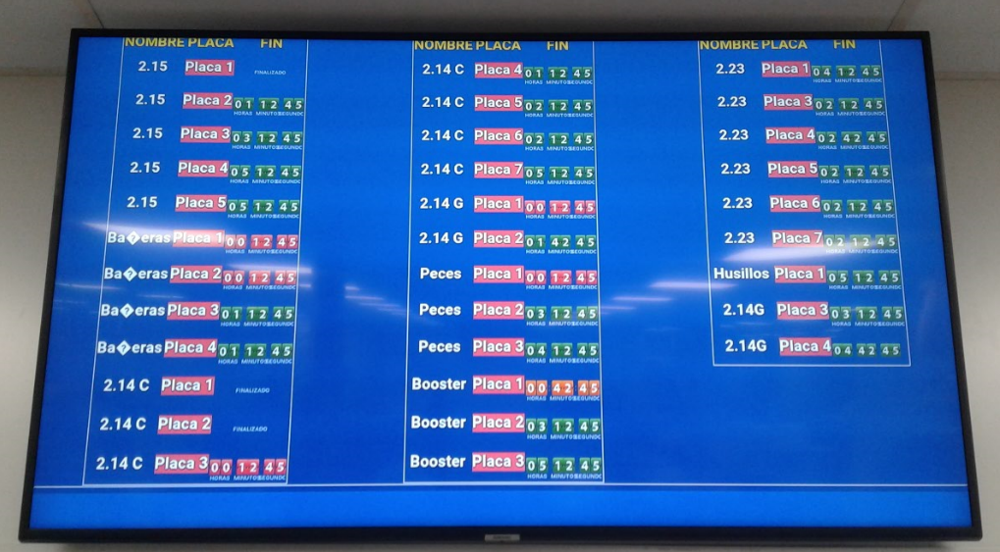 NOMBRE PLACA FIN
2.15 Placa 1 FINALIZADO
2.15 Placa 2 01 12 45
HORAS MINUTOS SEGUNDO
2.15 Placa 3 03 12 45
HORAS MINUTOS SEGUNDO
2.15 Placa 4 05 12 45
HORAS MINUTOS SEGUNDO
2.15 Placa 5 05 12 45
HORAS MINUTOS SEGUNDO
Ba�eras Placa 1 00 12 45
HORAS MINUTOS SEGUNDO
Ba�eras Placa 2 00 12 45
HORAS MINUTOS SEGUNDO
Ba�eras Placa 3 01 12 45
HORAS MINUTOS SEGUNDO
Ba�eras Placa 4 01 12 45
HORAS MINUTOS SEGUNDO
2.14 C Placa 1 FINALIZADO
2.14 C Placa 2 FINALIZADO
2.14 C Placa 3 00 12 45
HORAS MINUTOS SEGUNDO
NOMBRE PLACA FIN
2.14 C Placa 4 01 12 45
HORAS MINUTOS SEGUNDO
2.14 C Placa 5 02 12 45
HORAS MINUTOS SEGUNDO
2.14 C Placa 6 02 12 45
HORAS MINUTOS SEGUNDO
2.14 C Placa 7 05 12 45
HORAS MINUTOS SEGUNDO
2.14 G Placa 1 00 12 45
HORAS MINUTOS SEGUNDO
2.14 G Placa 2 01 42 45
HORAS MINUTOS SEGUNDO
Peces Placa 1 00 12 45
HORAS MINUTOS SEGUNDO
Peces Placa 2 03 12 45
HORAS MINUTOS SEGUNDO
Peces Placa 3 04 12 45
HORAS MINUTOS SEGUNDO
Booster Placa 1 00 42 45
HORAS MINUTOS SEGUNDO
Booster Placa 2 03 12 45
HORAS MINUTOS SEGUNDO
Booster Placa 3 05 12 45
HORAS MINUTOS SEGUNDO
NOMBRE PLACA FIN
2.23 Placa 1 04 12 45
HORAS MINUTOS SEGUNDO
2.23 Placa 3 02 12 45
HORAS MINUTOS SEGUNDO
2.23 Placa 4 02 42 45
HORAS MINUTOS SEGUNDO
2.23 Placa 5 02 12 45
HORAS MINUTOS SEGUNDO
2.23 Placa 6 02 12 45
HORAS MINUTOS SEGUNDO
2.23 Placa 7 02 12 45
HORAS MINUTOS SEGUNDO
Husillos Placa 1 05 12 45
HORAS MINUTOS SEGUNDO
2.14G Placa 3 03 12 45
HORAS MINUTOS SEGUNDO
2.14G Placa 4 04 42 45
HORAS MINUTOS SEGUNDO